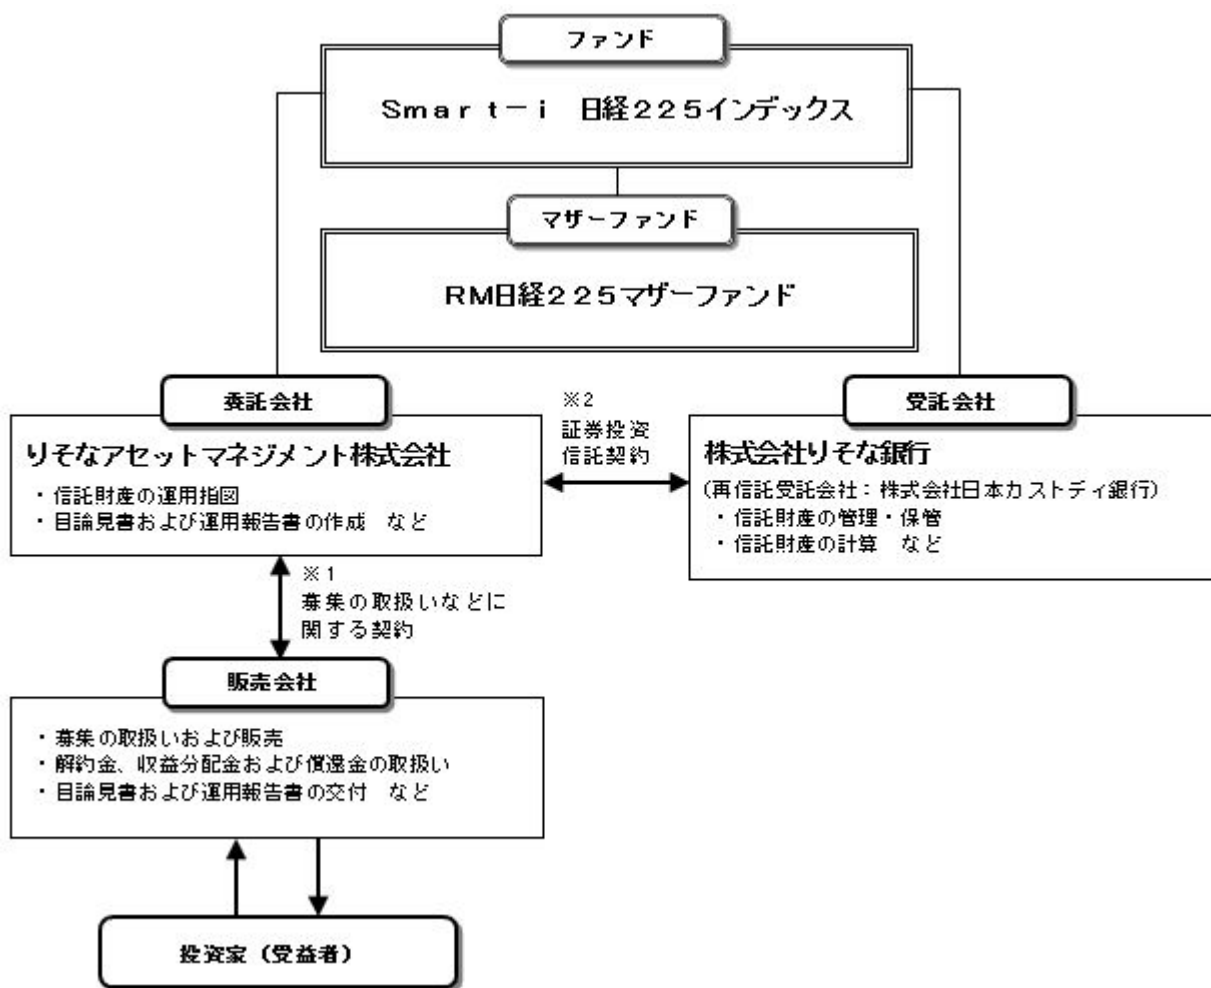 ファンド
Smart-i　日経225インデックス
マザーファンド
RM日経225マザーファンド
委託会社
りそなアセットマネジメント株式会社
・信託財産の運用指図
・目論見書および運用報告書の作成　など
※2
証券投資
信託契約
受託会社
株式会社りそな銀行
(再信託受託会社：株式会社日本カストディ銀行)
・信託財産の管理・保管
・信託財産の計算　など
※1
募集の取扱いなどに
関する契約
販売会社
・募集の取扱いおよび販売
・解約金、収益分配金および償還金の取扱い
・目論見書および運用報告書の交付　など
投資家（受益者）